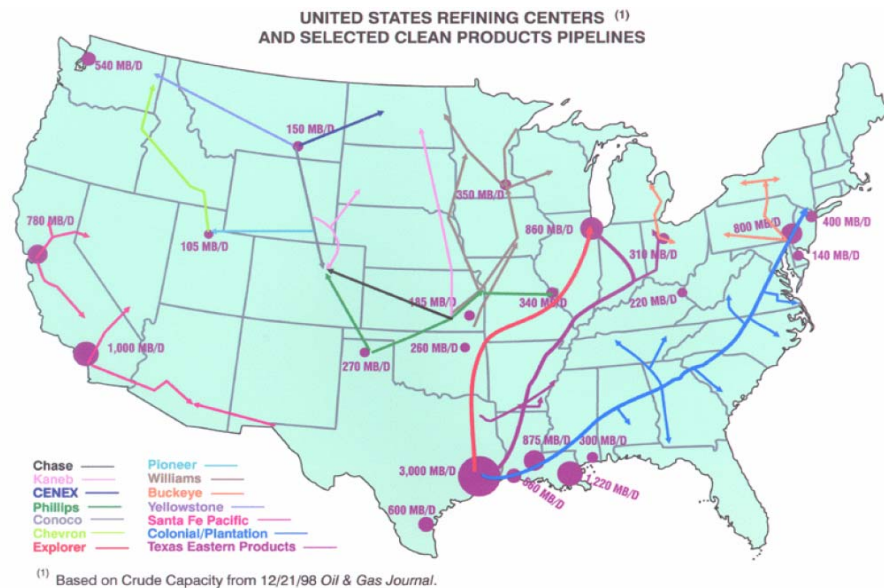 UNITED STATES REFINING CENTERS (1)
AND SELECTED CLEAN PRODUCTS PIPELINES
540 MB/D
150 MB/D
350 MB/D
780 MB/D
105 MB/D
860 MB/D
310 MB/D
800 MB/D
400 MB/D
140 MB/D
185 MB/D
340 MB/D
220 MB/D
1,000 MB/D
270 MB/D
260 MB/D
875 MB/D
300 MB/D
3,000 MB/D
1,220 MB/D
600 MB/D
Chase
Kaneb
CENEX
Phillips
Conoco
Chevron
Explorer
Pioneer
Williams
Buckeye
Yellowstone
Santa Fe Pacific
Colonial/Plantation
Texas Eastern Products
(1) Based on Crude Capacity from 12/21/98 Oil & Gas Journal.